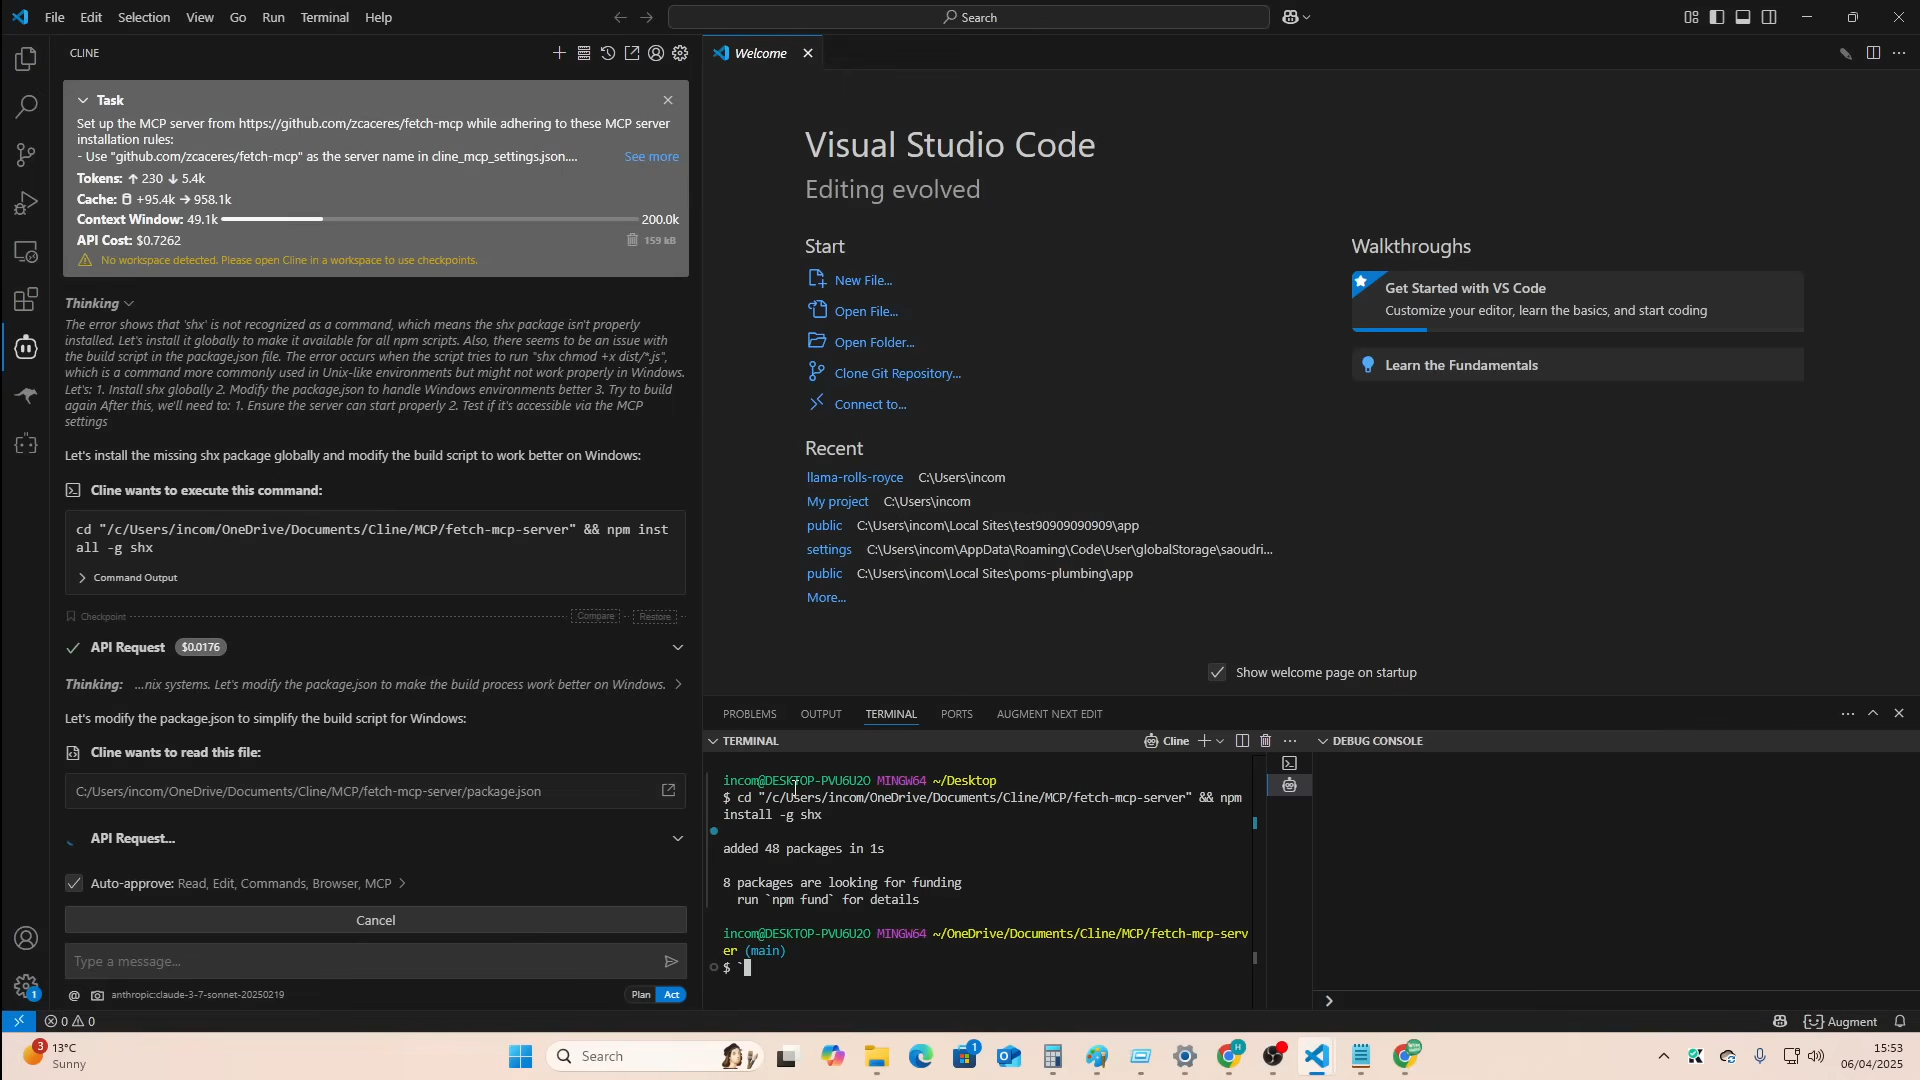 File Edit Selection View Go Run Terminal Help
Search
CLINE
Welcome
Task
Set up the MCP server from https://github.com/zcaceres/fetch-mcp while adhering to these MCP server
installation rules:
- Use "github.com/zcaceres/fetch-mcp" as the server name in cline_mcp_settings.json.... See more
Tokens: ↑ 230 ↓ 5.4k
Cache: +95.4k → 958.1k
Context Window: 49.1k 200.0k
API Cost: $0.7262 159 kB
No workspace detected. Please open Cline in a workspace to use checkpoints.
Thinking
The error shows that 'shx' is not recognized as a command, which means the shx package isn't properly
installed. Let's install it globally to make it available for all npm scripts. Also, there seems to be an issue with
the build script in the package.json file. The error occurs when the script tries to run "shx chmod +x dist/*.js",
which is a command more commonly used in Unix-like environments but might not work properly in Windows.
Let's: 1. Install shx globally 2. Modify the package.json to handle Windows environments better 3. Try to build
again After this, we'll need to: 1. Ensure the server can start properly 2. Test if it's accessible via the MCP
settings
Let's install the missing shx package globally and modify the build script to work better on Windows:
Cline wants to execute this command:
cd "/c/Users/incom/OneDrive/Documents/Cline/MCP/fetch-mcp-server" && npm inst
all -g shx
Command Output
Checkpoint Compare Restore
API Request $0.0176
Thinking: ...nix systems. Let's modify the package.json to make the build process work better on Windows.
Let's modify the package.json to simplify the build script for Windows:
Cline wants to read this file:
C:/Users/incom/OneDrive/Documents/Cline/MCP/fetch-mcp-server/package.json
API Request...
Auto-approve: Read, Edit, Commands, Browser, MCP
Cancel
Type a message...
@ anthropic:claude-3-7-sonnet-20250219 Plan Act
Visual Studio Code
Editing evolved
Start
New File...
Open File...
Open Folder...
Clone Git Repository...
Connect to...
Recent
llama-rolls-royce C:\Users\incom
My project C:\Users\incom
public C:\Users\incom\Local Sites\test90909090909\app
settings C:\Users\incom\AppData\Roaming\Code\User\globalStorage\saoudri...
public C:\Users\incom\Local Sites\poms-plumbing\app
More...
Walkthroughs
Get Started with VS Code
Customize your editor, learn the basics, and start coding
Learn the Fundamentals
Show welcome page on startup
PROBLEMS OUTPUT TERMINAL PORTS AUGMENT NEXT EDIT
TERMINAL Cline DEBUG CONSOLE
incom@DESKTOP-PVU6U2O MINGW64 ~/Desktop
$ cd "/c/Users/incom/OneDrive/Documents/Cline/MCP/fetch-mcp-server" && npm
install -g shx
added 48 packages in 1s
8 packages are looking for funding
run `npm fund` for details
incom@DESKTOP-PVU6U2O MINGW64 ~/OneDrive/Documents/Cline/MCP/fetch-mcp-serv
er (main)
$ `
1
0 0 Augment
3
13°C
Sunny
Search
1
H
15:53
06/04/2025